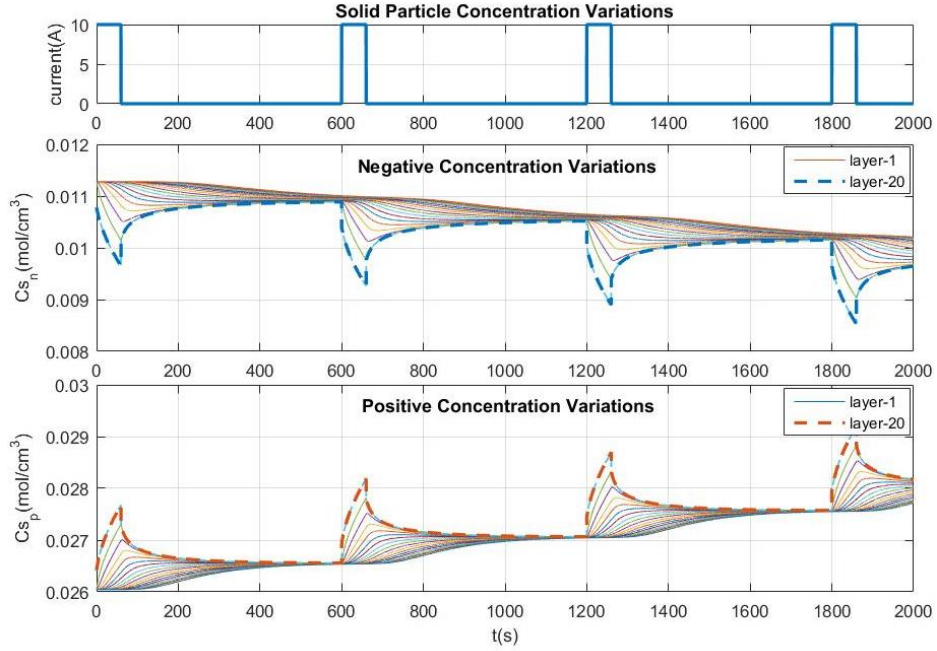 Solid Particle Concentration Variations
current(A)
10
5
0
0 200 400 600 800 1000 1200 1400 1600 1800 2000
Negative Concentration Variations
layer-1
layer-20
Cs_n(mol/cm^3)
0.012
0.011
0.01
0.009
0.008
0 200 400 600 800 1000 1200 1400 1600 1800 2000
Positive Concentration Variations
layer-1
layer-20
Cs_p(mol/cm^3)
0.03
0.029
0.028
0.027
0.026
0 200 400 600 800 1000 1200 1400 1600 1800 2000
t(s)